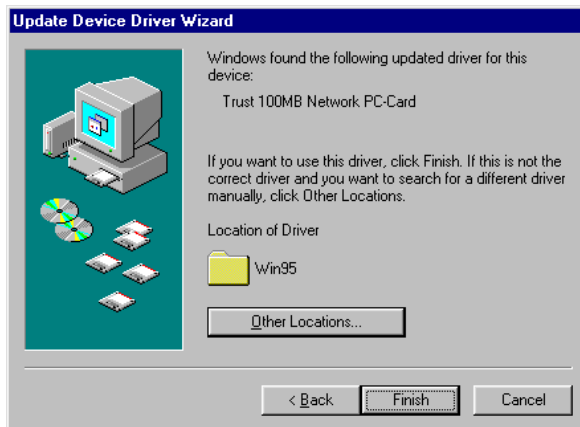 Update Device Driver Wizard
Windows found the following updated driver for this
device:
Trust 100MB Network PC-Card
If you want to use this driver, click Finish. If this is not the
correct driver and you want to search for a different driver
manually, click Other Locations.
Location of Driver
Win95
Other Locations...
< Back
Finish
Cancel